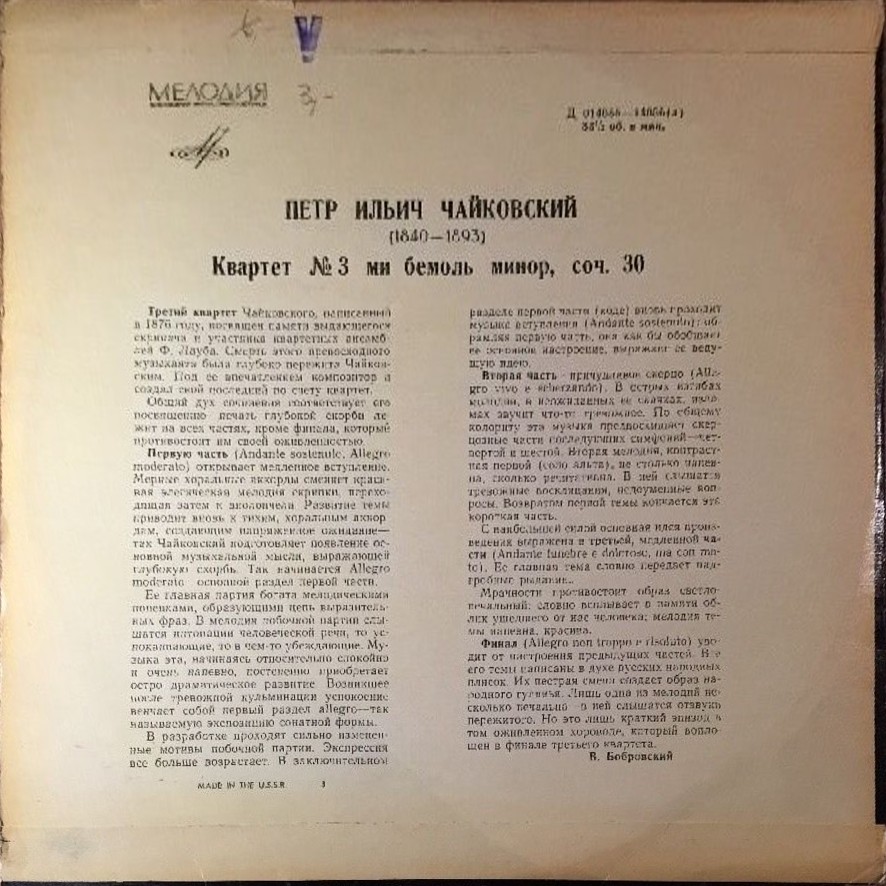 V
МЕЛОДИЯ
3,-
33⅓ об. в мин.
ПЕТР ИЛЬИЧ ЧАЙКОВСКИЙ
(1840—1893)
Квартет №3 ми бемоль минор, соч. 30
Третий квартет Чайковского, написанный
в 1876 году, посвящен памяти выдающегося
скрипача и участника квартетных ансамб-
лей Ф. Лауба. Смерть этого превосходного
музыканта была глубоко пережита Чайков-
ским. Под ее впечатлением композитор и
создал свой последний по счету квартет.
Общий дух сочинения соответствует его
посвящению печать глубокой скорби ле-
жит на всех частях, кроме финала, который
противостоит им своей оживленностью.
Первую часть (Andante sostenuto, Allegro
moderato) открывает медленное вступление.
Мерные хоральные аккорды сменяет краси-
вая элегическая мелодия скрипки, перехо-
дящая затем к виолончели. Развитие темы
приводит вновь к тихим, хоральным аккор-
дам, создающим напряженное ожидание—
так Чайковский подготовляет появление ос-
новной музыкальной мысли, выражающей
глубокую скорбь. Так начинается Allegro
moderato основной раздел первой части.
Ее главная партия богата мелодическими
попевками, образующими цепь выразитель-
ных фраз. В мелодии побочной партии слы-
шатся интонации человеческой речи, то ус-
покаивающие, то в чем-то убеждающие. Му-
зыка эта, начинаясь относительно спокойно
и очень напевно, постепенно приобретает
остро драматическое развитие. Возникшее
после тревожной кульминации успокоение
венчает собой первый раздел allegro—так
называемую экспозицию сонатной формы.
В разработке проходят сильно изменен-
ные мотивы побочной партии. Экспрессия
все больше возрастает. В заключительном
MADE IN THE U.S.S.R. 3
разделе первой части (коде) вновь проходит
музыка вступления (Andante sostenuto): об-
рамляя первую часть, она как бы обобщает
ее основное настроение, выражает ее веду-
щую идею.
Вторая часть - причудливое скерцо (Alle-
gro vivo e scherzando). В острых изгибах
мелодии, в неожиданных ее скачках, изло-
мах звучит что-то тревожное. По общему
колориту эта музыка предвосхищает скер-
цозные части последующих симфоний—чет-
вертой и шестой. Вторая мелодия, контраст-
ная первой (соло альта), не столько напев-
на, сколько речитативна. В ней слышатся
тревожные восклицания, недоуменные воп-
росы. Возвратом первой темы кончается эта
короткая часть.
С наибольшей силой основная идея произ-
ведения выражена в третьей, медленной ча-
сти (Andante funebre e doloroso, ma con mo-
to). Ее главная тема словно передает над-
гробные рыдания.
Мрачности противостоит образ светло-
печальный: словно всплывает в памяти об-
лик ушедшего от нас человека; мелодия те-
мы напевна, красива.
Финал (Allegro non troppo e risoluto) уво-
дит от настроения предыдущих частей. Все
его темы написаны в духе русских народных
плясок. Их пестрая смена создает образ на-
родного гулянья. Лишь одна из мелодий не-
сколько печальна—в ней слышатся отзвуки
пережитого. Но это лишь краткий эпизод в
том оживленном хороводе, который вопло-
щен в финале третьего квартета.
В. Бобровский